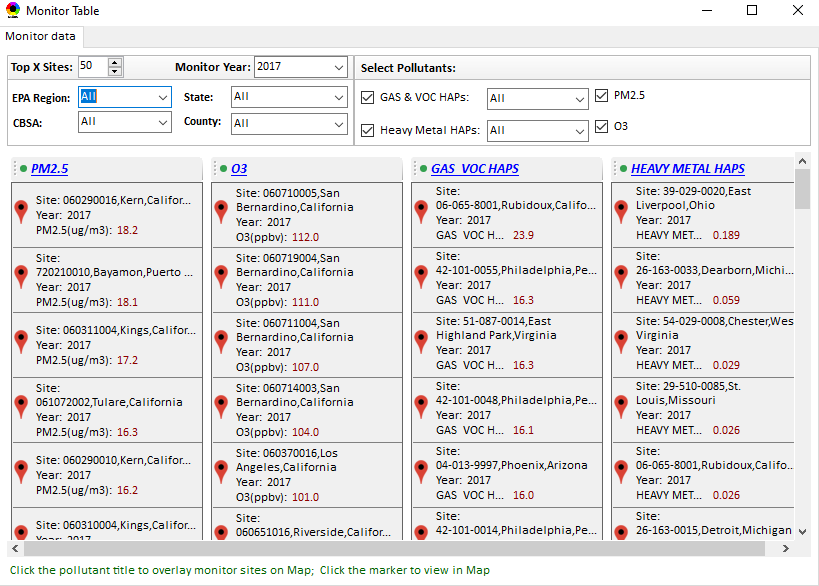 Monitor Table
Monitor data
Top X Sites: 50 Monitor Year: 2017
EPA Region: All State: All
CBSA: All County: All
Select Pollutants:
GAS & VOC HAPs: All PM2.5
Heavy Metal HAPs: All O3
PM2.5
Site: 060290016,Kern,Califor...
Year: 2017
PM2.5(ug/m3): 18.2
Site:
720210010,Bayamon,Puerto ...
Year: 2017
PM2.5(ug/m3): 18.1
Site: 060311004,Kings,Califor...
Year: 2017
PM2.5(ug/m3): 17.2
Site:
061072002,Tulare,California
Year: 2017
PM2.5(ug/m3): 16.3
Site: 060290010,Kern,Califor...
Year: 2017
PM2.5(ug/m3): 16.2
Site: 060310004,Kings,Califor...
Year: 2017
O3
Site: 060710005,San
Bernardino,California
Year: 2017
O3(ppbv): 112.0
Site: 060719004,San
Bernardino,California
Year: 2017
O3(ppbv): 111.0
Site: 060711004,San
Bernardino,California
Year: 2017
O3(ppbv): 107.0
Site: 060714003,San
Bernardino,California
Year: 2017
O3(ppbv): 104.0
Site: 060370016,Los
Angeles,California
Year: 2017
O3(ppbv): 101.0
Site:
060651016,Riverside,Califor...
GAS VOC HAPS
Site:
06-065-8001,Rubidoux,Califo...
Year: 2017
GAS VOC H... 23.9
Site:
42-101-0055,Philadelphia,Pe...
Year: 2017
GAS VOC H... 16.3
Site: 51-087-0014,East
Highland Park,Virginia
Year: 2017
GAS VOC H... 16.3
Site:
42-101-0048,Philadelphia,Pe...
Year: 2017
GAS VOC H... 16.1
Site:
04-013-9997,Phoenix,Arizona
Year: 2017
GAS VOC H... 16.0
Site:
42-101-0014,Philadelphia,Pe...
HEAVY METAL HAPS
Site: 39-029-0020,East
Liverpool,Ohio
Year: 2017
HEAVY MET... 0.189
Site:
26-163-0033,Dearborn,Michi...
Year: 2017
HEAVY MET... 0.059
Site: 54-029-0008,Chester,Wes
Virginia
Year: 2017
HEAVY MET... 0.029
Site: 29-510-0085,St.
Louis,Missouri
Year: 2017
HEAVY MET... 0.026
Site:
06-065-8001,Rubidoux,Califo...
Year: 2017
HEAVY MET... 0.026
Site:
26-163-0015,Detroit,Michigan
Click the pollutant title to overlay monitor sites on Map; Click the marker to view in Map